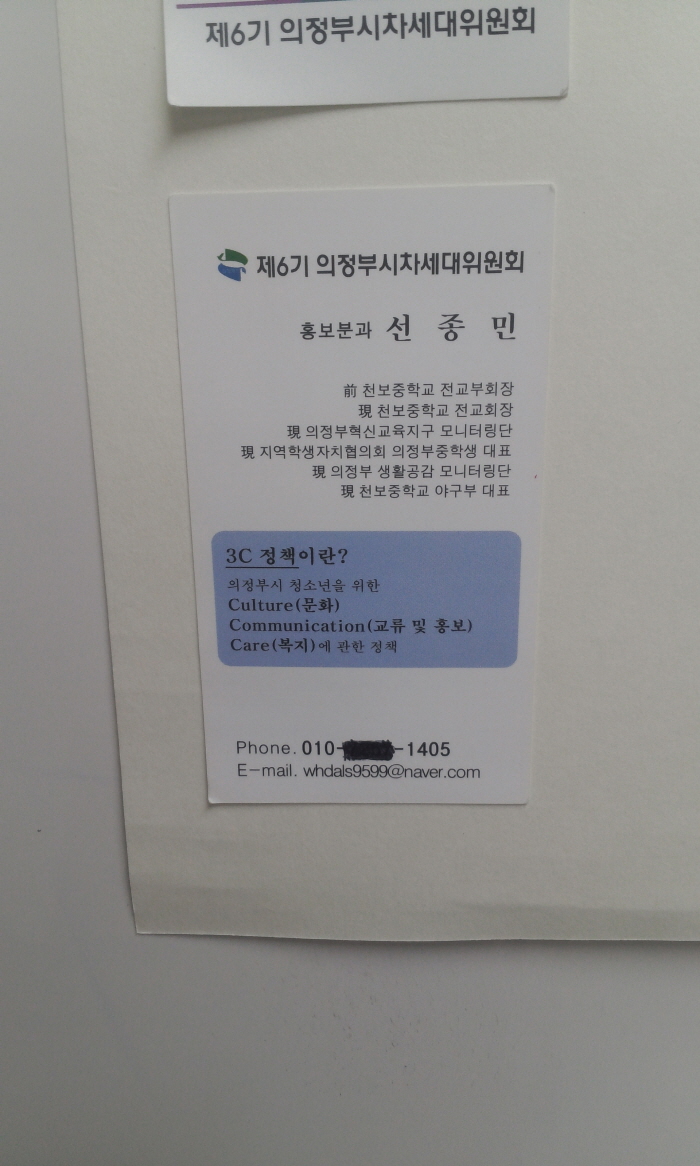 제6기 의정부시차세대위원회
제6기 의정부시차세대위원회
홍보분과 선 종 민
前 천보중학교 전교부회장
現 천보중학교 전교회장
現 의정부혁신교육지구 모니터링단
現 지역학생자치협의회 의정부중학생 대표
現 의정부 생활공감 모니터링단
現 천보중학교 야구부 대표
3C 정책이란?
의정부시 청소년을 위한
Culture(문화)
Communication(교류 및 홍보)
Care(복지)에 관한 정책
Phone. 010- -1405
E-mail. whdals9599@naver.com